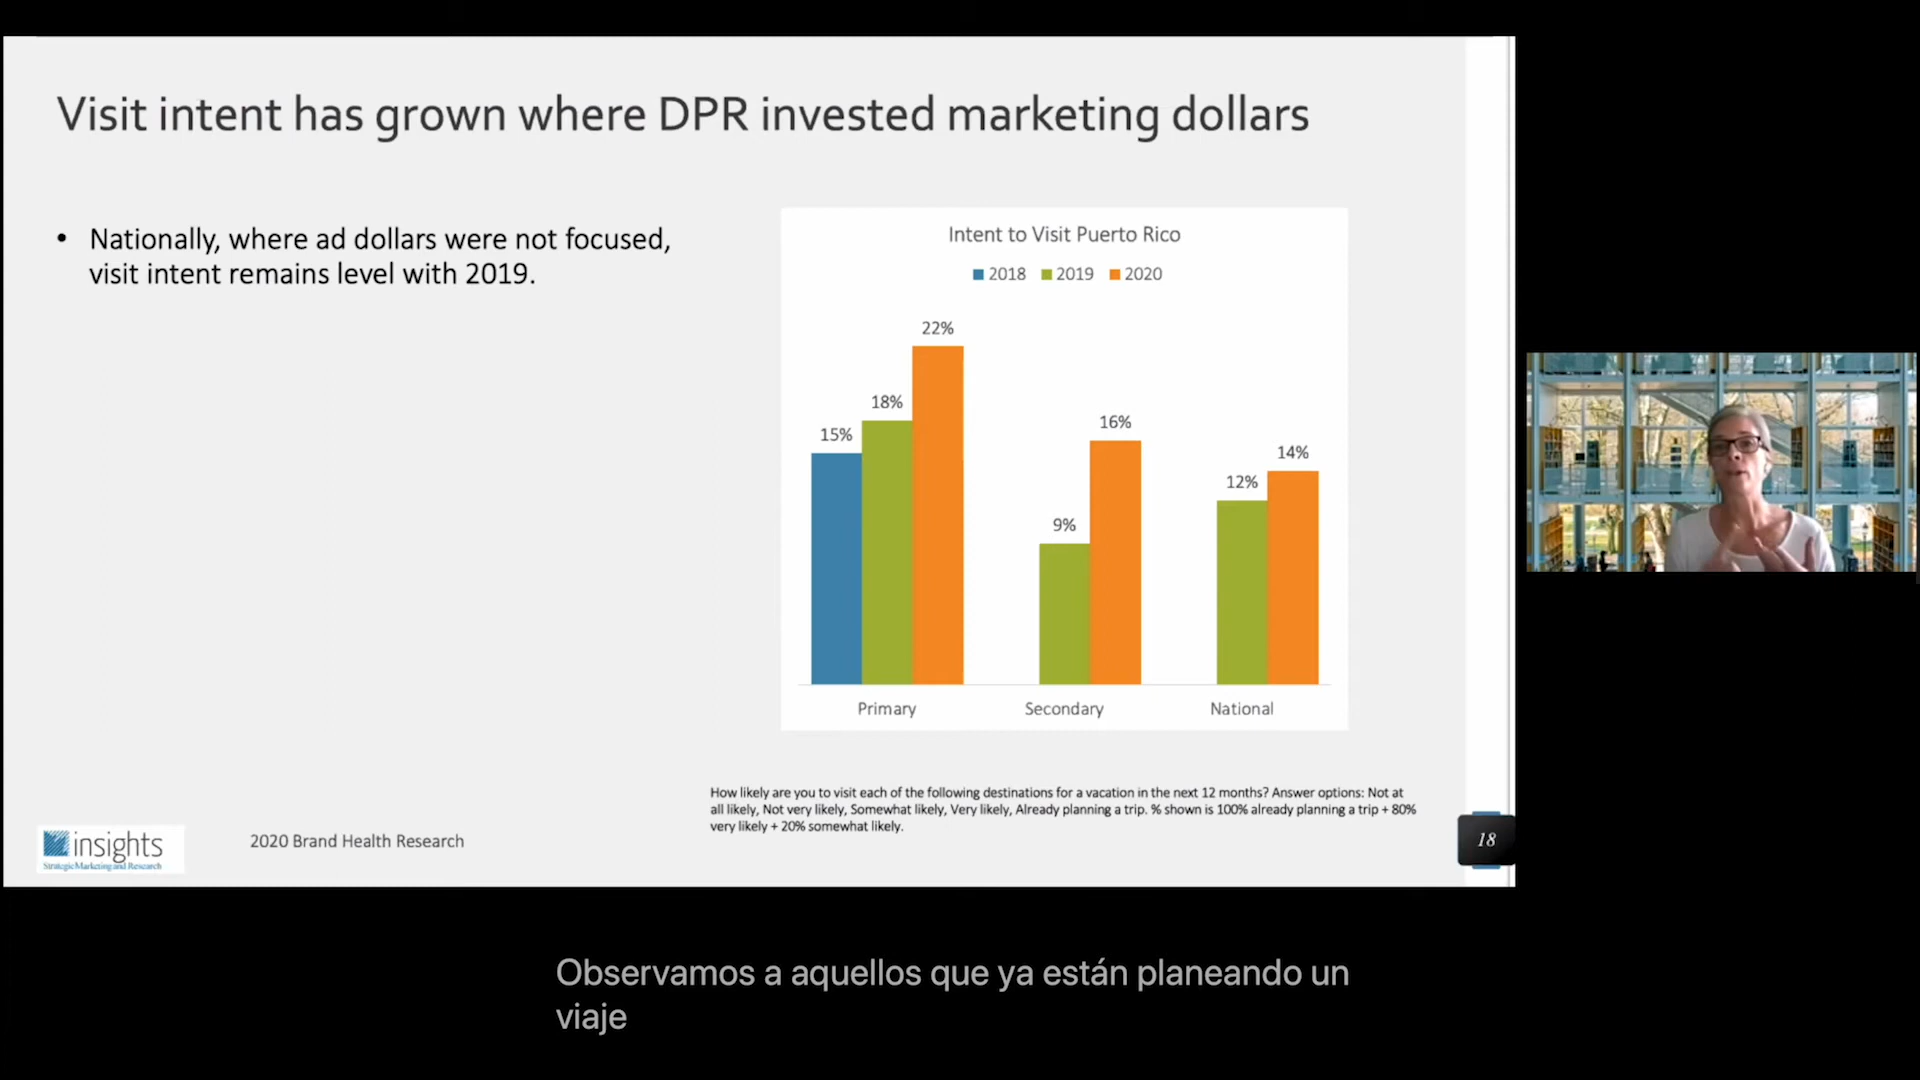 Visit intent has grown where DPR invested marketing dollars
• Nationally, where ad dollars were not focused,
visit intent remains level with 2019.
Intent to Visit Puerto Rico
2018 2019 2020
22%
18%
15%
16%
9%
14%
12%
Primary Secondary National
How likely are you to visit each of the following destinations for a vacation in the next 12 months? Answer options: Not at
all likely, Not very likely, Somewhat likely, Very likely, Already planning a trip. % shown is 100% already planning a trip + 80%
very likely + 20% somewhat likely.
insights
Strategic Marketing and Research
2020 Brand Health Research
18
Observamos a aquellos que ya están planeando un
viaje